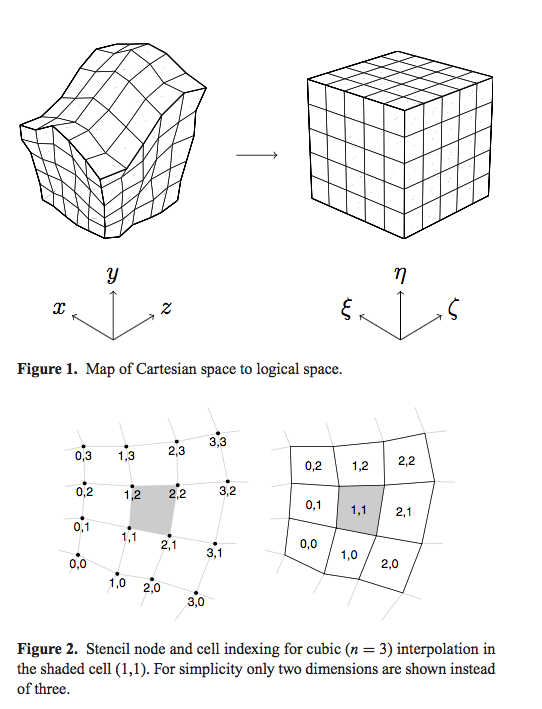 y
x z
η
ξ ζ
Figure 1. Map of Cartesian space to logical space.
0,3 1,3 2,3 3,3
0,2 1,2 2,2 3,2
0,1 1,1 2,1 3,1
0,0 1,0 2,0 3,0
0,2 1,2 2,2
0,1 1,1 2,1
0,0 1,0 2,0
Figure 2. Stencil node and cell indexing for cubic (n = 3) interpolation in
the shaded cell (1,1). For simplicity only two dimensions are shown instead
of three.